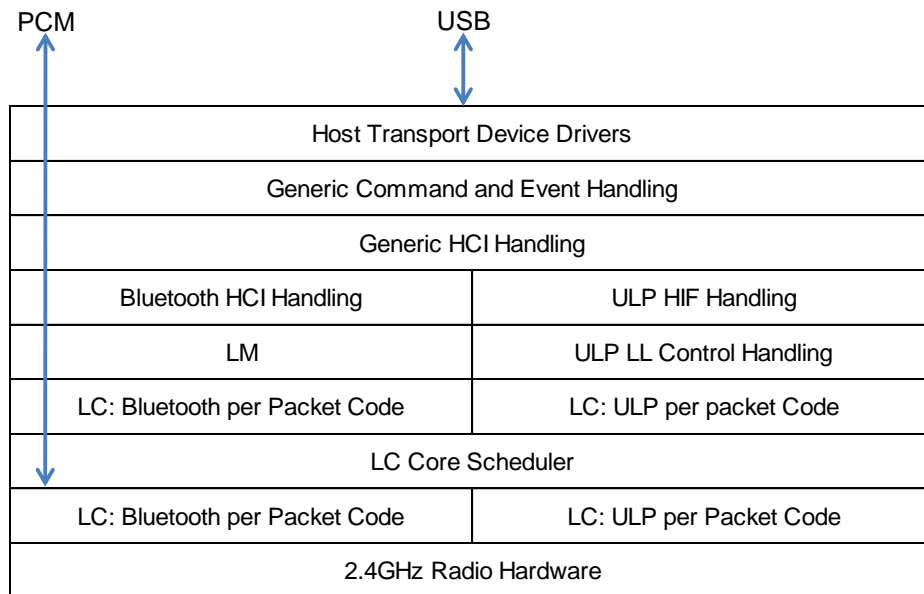 PCM
USB
Host Transport Device Drivers
Generic Command and Event Handling
Generic HCI Handling
Bluetooth HCI Handling
ULP HIF Handling
LM
ULP LL Control Handling
LC: Bluetooth per Packet Code
LC: ULP per packet Code
LC Core Scheduler
LC: Bluetooth per Packet Code
LC: ULP per Packet Code
2.4GHz Radio Hardware